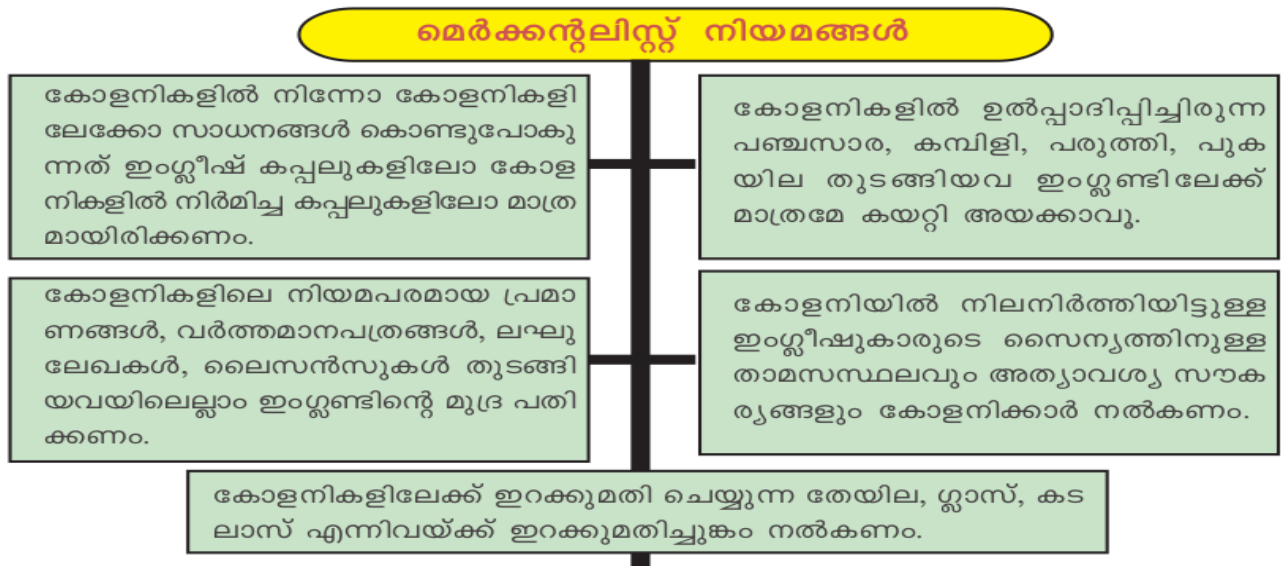 മെർക്കന്റലിസ്റ്റ് നിയമങ്ങൾ
കോളനികളിൽ നിന്നോ കോളനികളി
ലേക്കോ സാധനങ്ങൾ കൊണ്ടുപോകു
ന്നത് ഇംഗ്ലീഷ് കപ്പലുകളിലോ കോള
നികളിൽ നിർമിച്ച കപ്പലുകളിലോ മാത്ര
മായിരിക്കണം.
കോളനികളിൽ ഉൽപ്പാദിപ്പിച്ചിരുന്ന
പഞ്ചസാര, കമ്പിളി, പരുത്തി, പുക
യില തുടങ്ങിയവ ഇംഗ്ലണ്ടിലേക്ക്
മാത്രമേ കയറ്റി അയക്കാവൂ.
കോളനികളിലെ നിയമപരമായ പ്രമാ
ണങ്ങൾ, വർത്തമാനപത്രങ്ങൾ, ലഘു
ലേഖകൾ, ലൈസൻസുകൾ തുടങ്ങി
യവയിലെല്ലാം ഇംഗ്ലണ്ടിന്റെ മുദ്ര പതി
ക്കണം.
കോളനിയിൽ നിലനിർത്തിയിട്ടുള്ള
ഇംഗ്ലീഷുകാരുടെ സൈന്യത്തിനുള്ള
താമസസ്ഥലവും അത്യാവശ്യ സൗക
ര്യങ്ങളും കോളനിക്കാർ നൽകണം.
കോളനികളിലേക്ക് ഇറക്കുമതി ചെയ്യുന്ന തേയില, ഗ്ലാസ്, കട
ലാസ് എന്നിവയ്ക്ക് ഇറക്കുമതിച്ചുങ്കം നൽകണം.